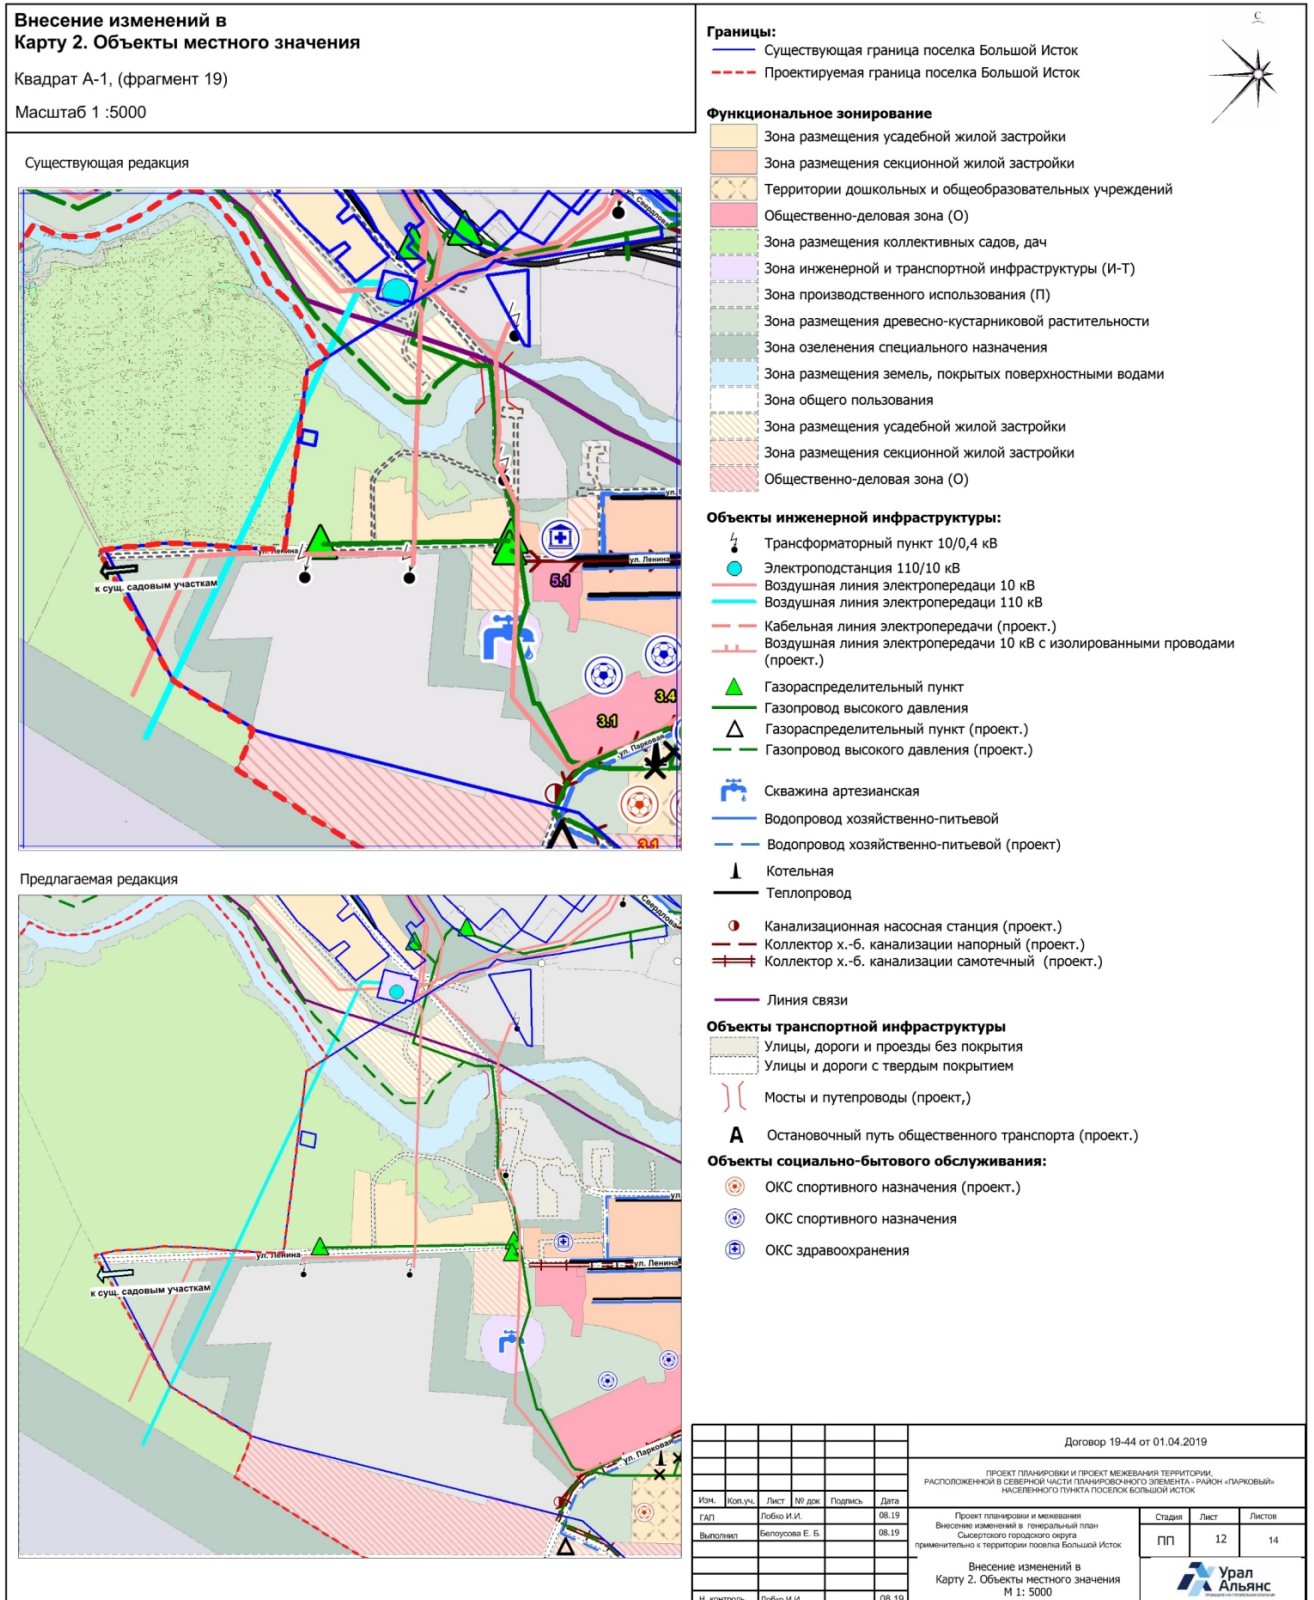 Внесение изменений в
Карту 2. Объекты местного значения
Квадрат А-1, (фрагмент 19)
Масштаб 1 :5000
Существующая редакция
ул. Свердлова
ул. Ленина
ул. Ленина
к сущ. садовым участкам
5.1
3.4
3.1
ул. Парковая
3.1
Предлагаемая редакция
Свердлова
ул. Ленина
ул. Ленина
к сущ. садовым участкам
ул. Парковая
С
Границы:
Существующая граница поселка Большой Исток
Проектируемая граница поселка Большой Исток
Функциональное зонирование
Зона размещения усадебной жилой застройки
Зона размещения секционной жилой застройки
Территории дошкольных и общеобразовательных учреждений
Общественно-деловая зона (О)
Зона размещения коллективных садов, дач
Зона инженерной и транспортной инфраструктуры (И-Т)
Зона производственного использования (П)
Зона размещения древесно-кустарниковой растительности
Зона озеленения специального назначения
Зона размещения земель, покрытых поверхностными водами
Зона общего пользования
Зона размещения усадебной жилой застройки
Зона размещения секционной жилой застройки
Общественно-деловая зона (О)
Объекты инженерной инфраструктуры:
Трансформаторный пункт 10/0,4 кВ
Электроподстанция 110/10 кВ
Воздушная линия электропередаци 10 кВ
Воздушная линия электропередаци 110 кВ
Кабельная линия электропередачи (проект.)
Воздушная линия электропередачи 10 кВ с изолированными проводами
(проект.)
Газораспределительный пункт
Газопровод высокого давления
Газораспределительный пункт (проект.)
Газопровод высокого давления (проект.)
Скважина артезианская
Водопровод хозяйственно-питьевой
Водопровод хозяйственно-питьевой (проект)
Котельная
Теплопровод
Канализационная насосная станция (проект.)
Коллектор х.-б. канализации напорный (проект.)
Коллектор х.-б. канализации самотечный (проект.)
Линия связи
Объекты транспортной инфраструктуры
Улицы, дороги и проезды без покрытия
Улицы и дороги с твердым покрытием
Мосты и путепроводы (проект,)
А Остановочный путь общественного транспорта (проект.)
Объекты социально-бытового обслуживания:
ОКС спортивного назначения (проект.)
ОКС спортивного назначения
ОКС здравоохранения
Договор 19-44 от 01.04.2019
ПРОЕКТ ПЛАНИРОВКИ И ПРОЕКТ МЕЖЕВАНИЯ ТЕРРИТОРИИ,
РАСПОЛОЖЕННОЙ В СЕВЕРНОЙ ЧАСТИ ПЛАНИРОВОЧНОГО ЭЛЕМЕНТА - РАЙОН «ПАРКОВЫЙ»
НАСЕЛЕННОГО ПУНКТА ПОСЕЛОК БОЛЬШОЙ ИСТОК
Изм. Кол.уч. Лист № док Подпись Дата
ГАП Лобко И.И. 08.19
Выполнил Белоусова Е. Б. 08.19
Н. контроль Лобко И.И. 08.19
Проект планировки и межевания
Внесение изменений в генеральный план
Сысертского городского округа
применительно к территории поселка Большой Исток
Стадия Лист Листов
ПП 12 14
Внесение изменений в
Карту 2. Объекты местного значения
М 1: 5000
Урал
Альянс